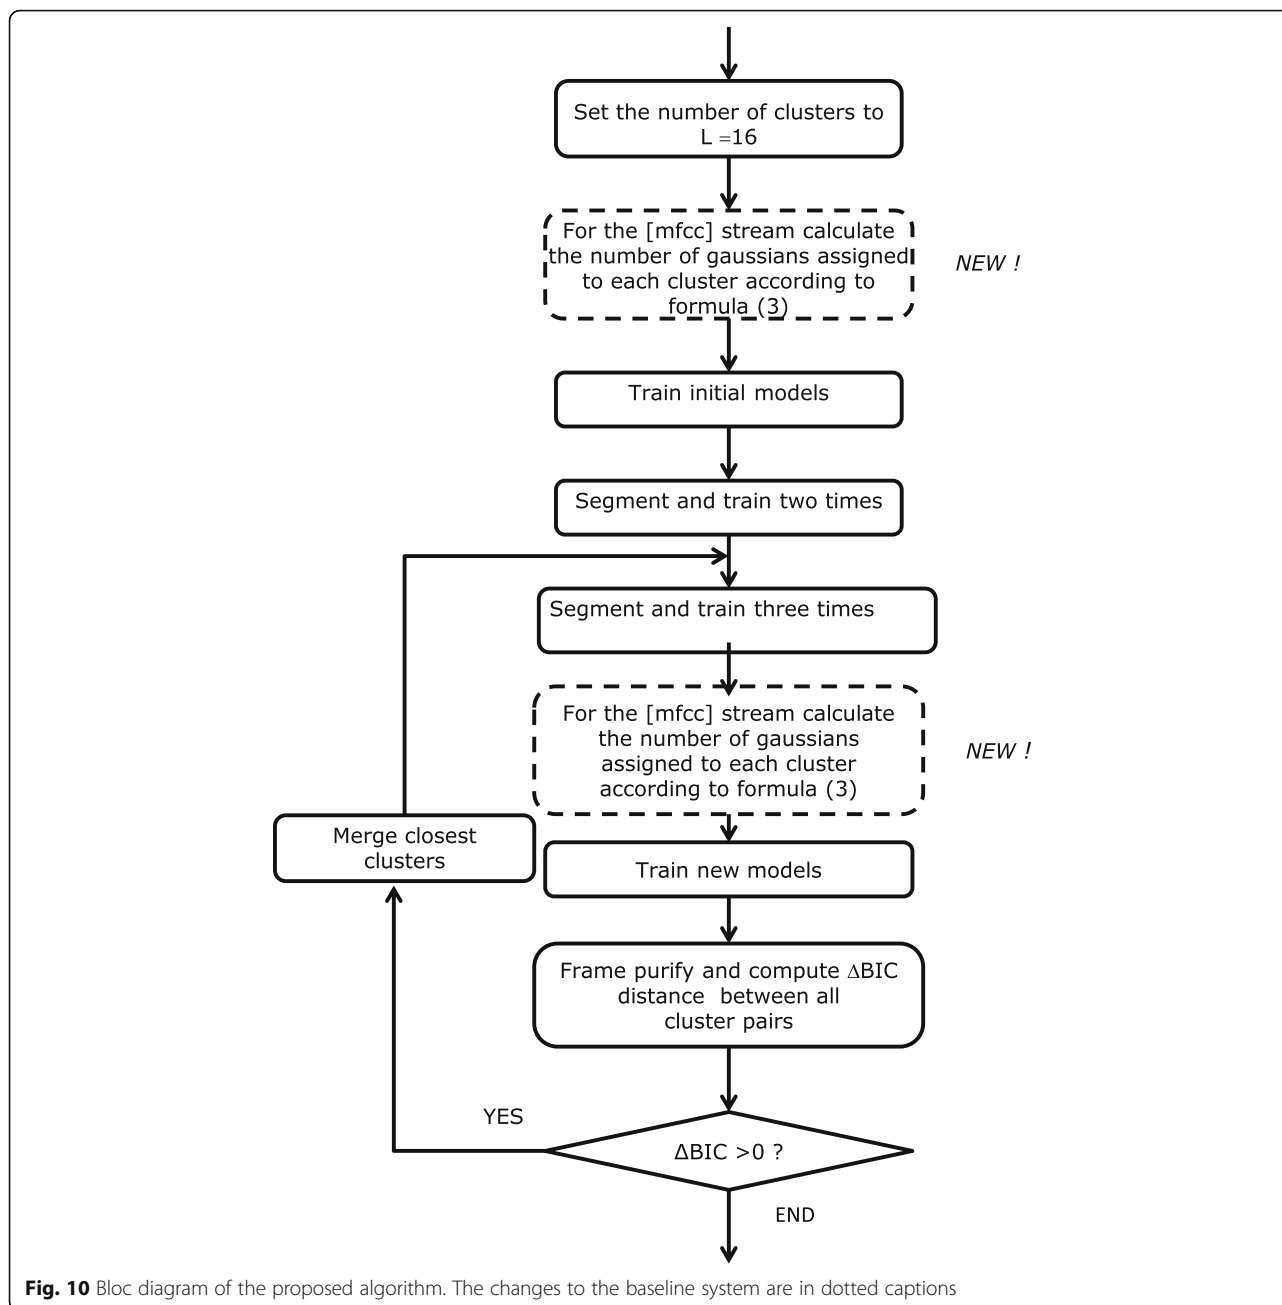 Set the number of clusters to
L =16
For the [mfcc] stream calculate
the number of gaussians assigned
to each cluster according to
formula (3)
NEW !
Train initial models
Segment and train two times
Segment and train three times
For the [mfcc] stream calculate
the number of gaussians
assigned to each cluster
according to formula (3)
NEW !
Merge closest
clusters
Train new models
Frame purify and compute ΔBIC
distance between all
cluster pairs
YES
ΔBIC >0 ?
END
Fig. 10 Bloc diagram of the proposed algorithm. The changes to the baseline system are in dotted captions